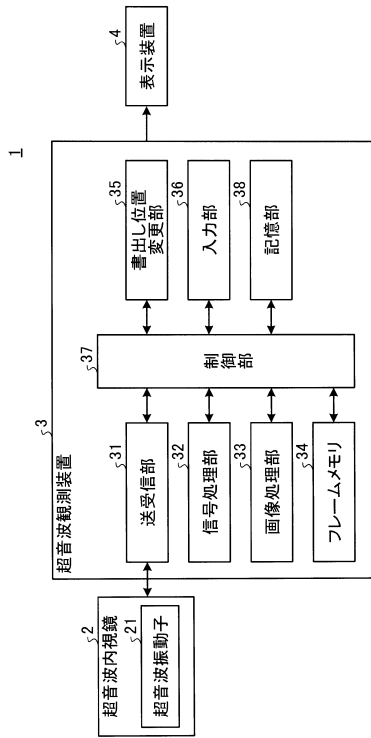 1
超音波内視鏡
2
超音波振動子
21
超音波観測装置
3
送受信部
31
信号処理部
32
画像処理部
33
フレームメモリ
34
制御部
37
書出し位置
変更部
35
入力部
36
記憶部
38
表示装置
4